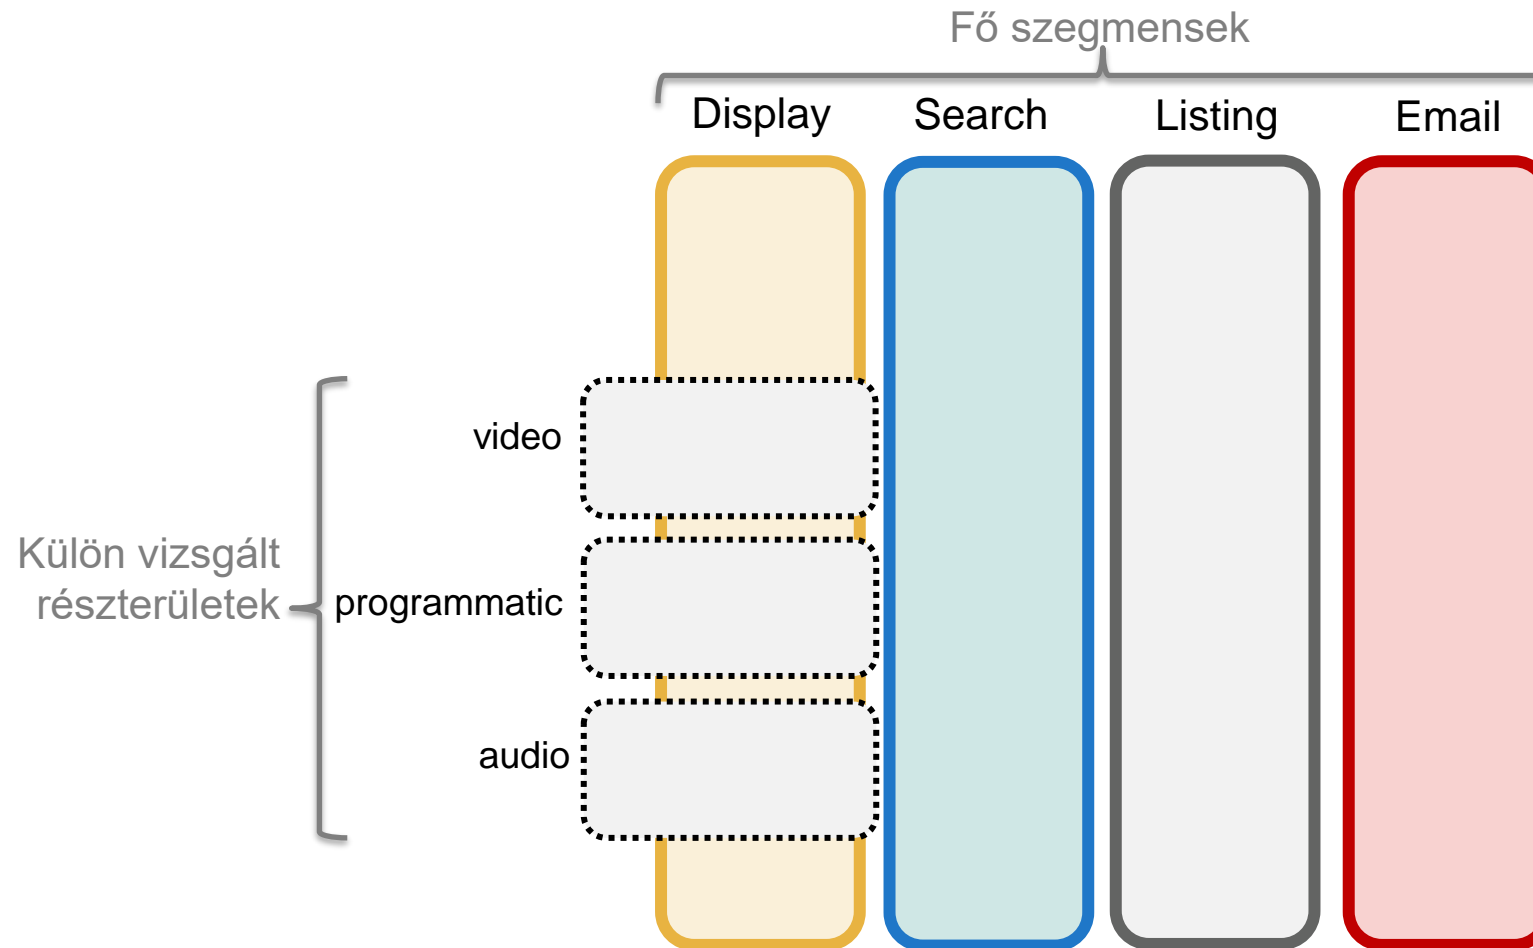 Fő szegmensek
Display Search Listing Email
video
Külön vizsgált
részterületek
programmatic
audio